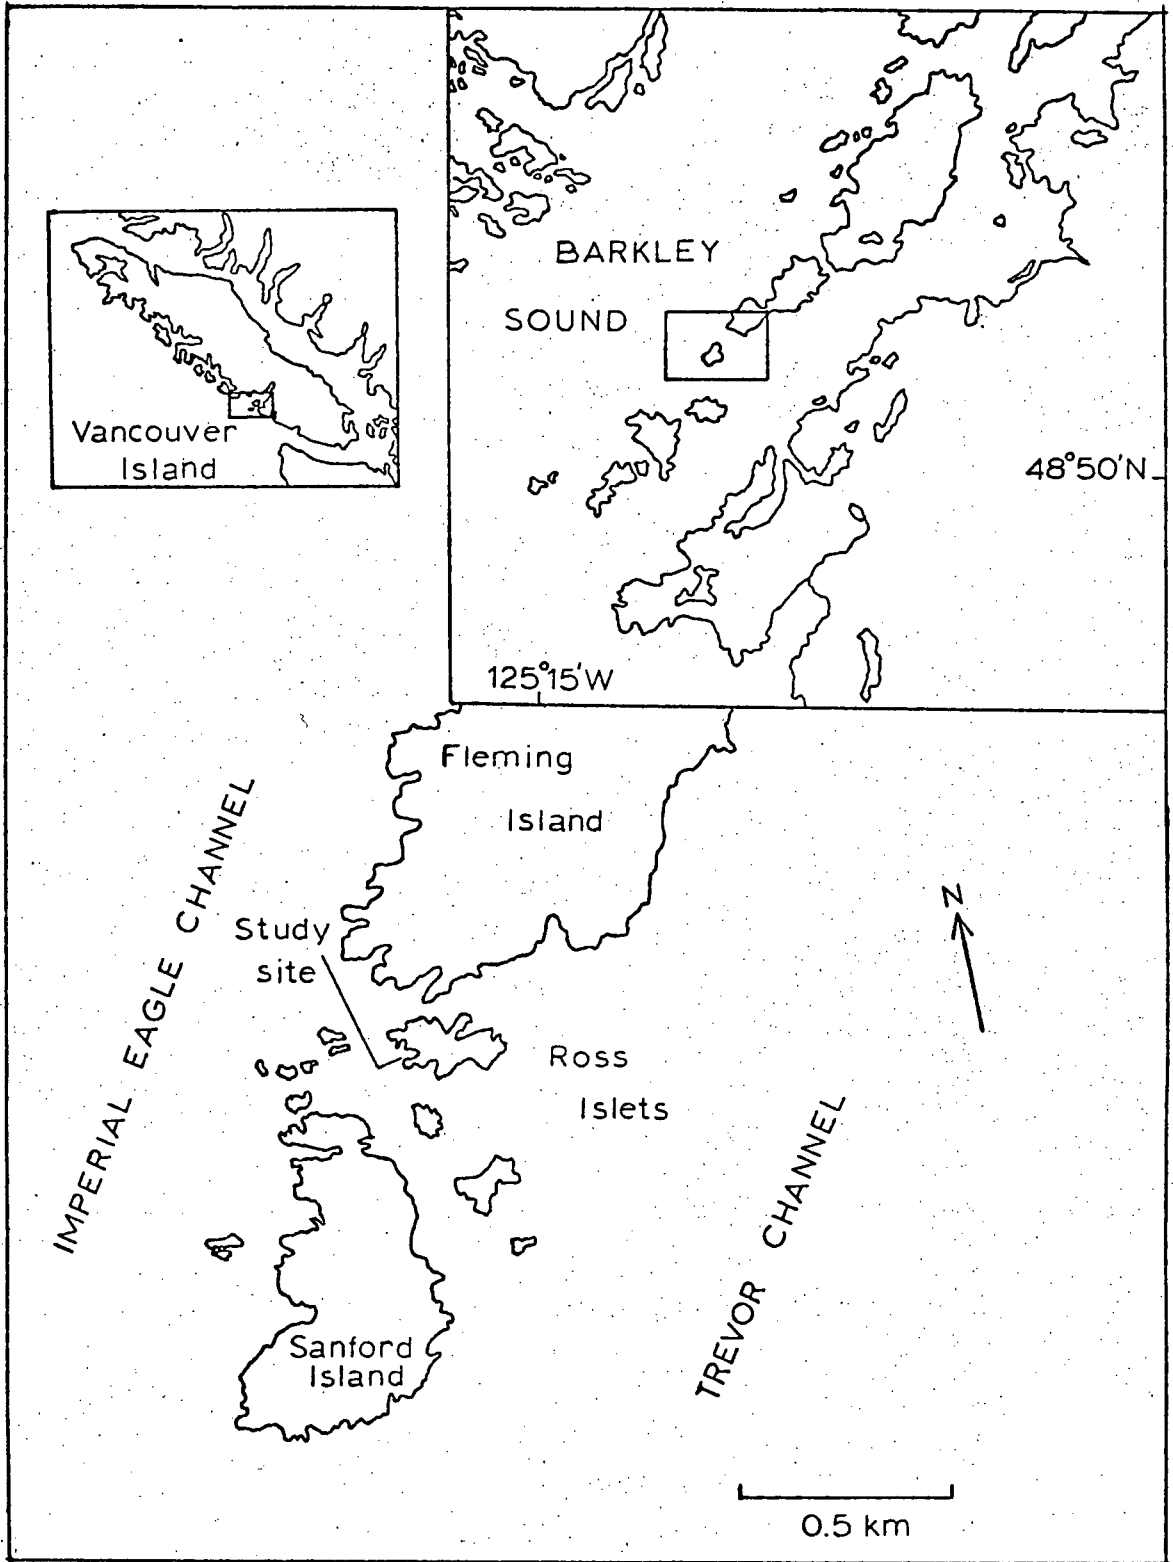 BARKLEY
SOUND
48°50'N
125°15'W
Vancouver
Island
Fleming
Island
Study
site
IMPERIAL EAGLE CHANNEL
N
Ross
Islets
TREVOR CHANNEL
Sanford
Island
0.5 km